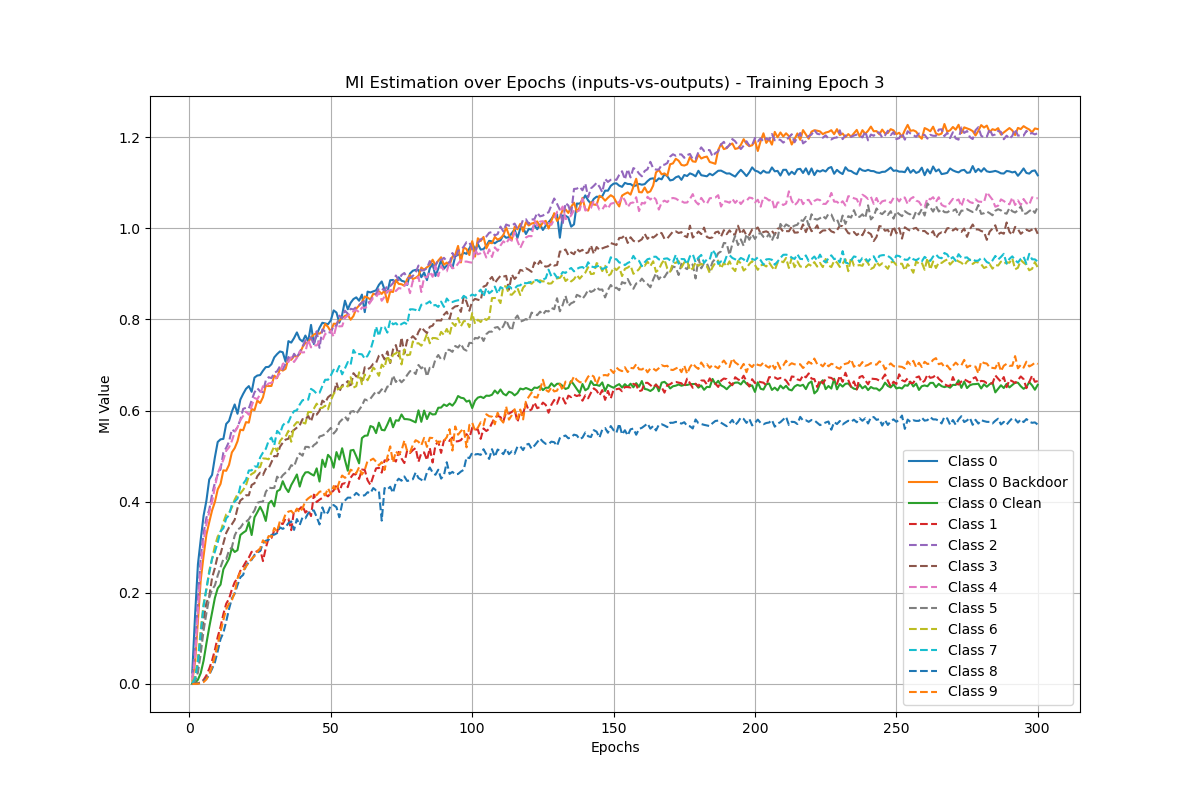 MI Estimation over Epochs (inputs-vs-outputs) - Training Epoch 3
MI Value
1.2
1.0
0.8
0.6
0.4
0.2
0.0
0 50 100 150 200 250 300
Epochs
Class 0
Class 0 Backdoor
Class 0 Clean
Class 1
Class 2
Class 3
Class 4
Class 5
Class 6
Class 7
Class 8
Class 9